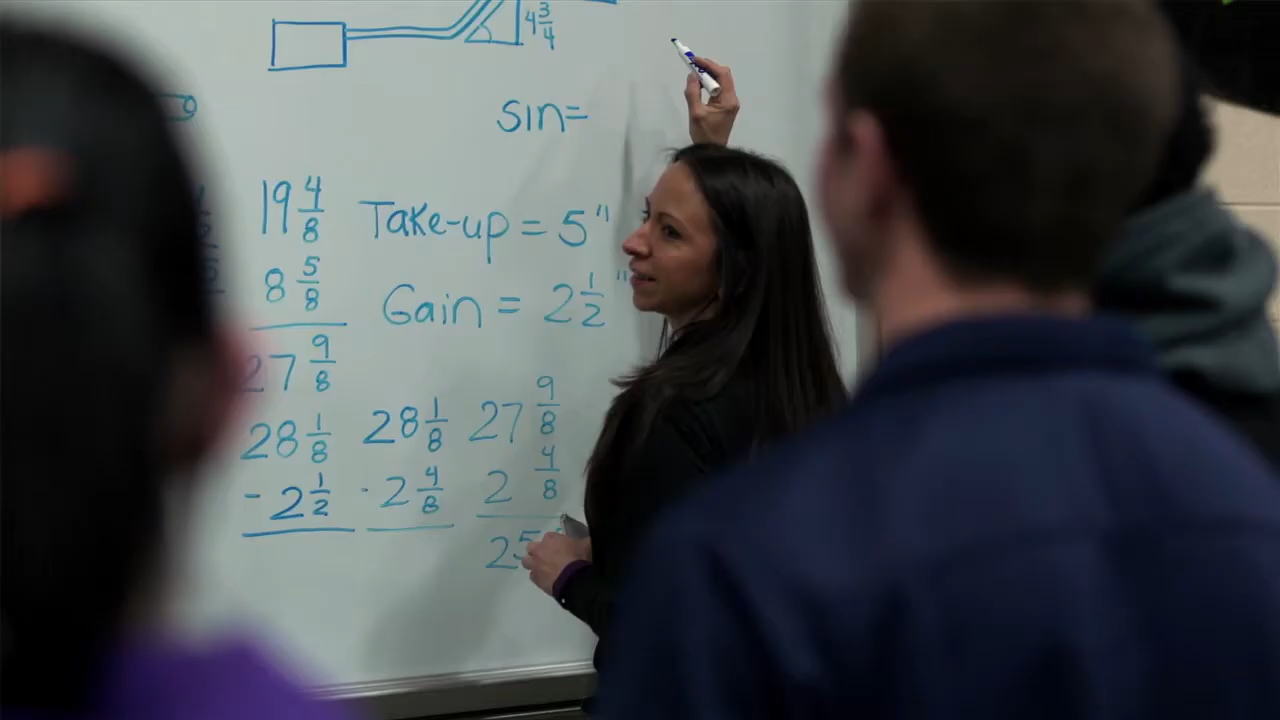 4 3/4
sin=
19 4/8
8 5/8
27 9/8
28 1/8
- 2 1/2
Take-up = 5"
Gain = 2 1/2"
28 1/8
- 2 4/8
27 9/8
2 4/8
25